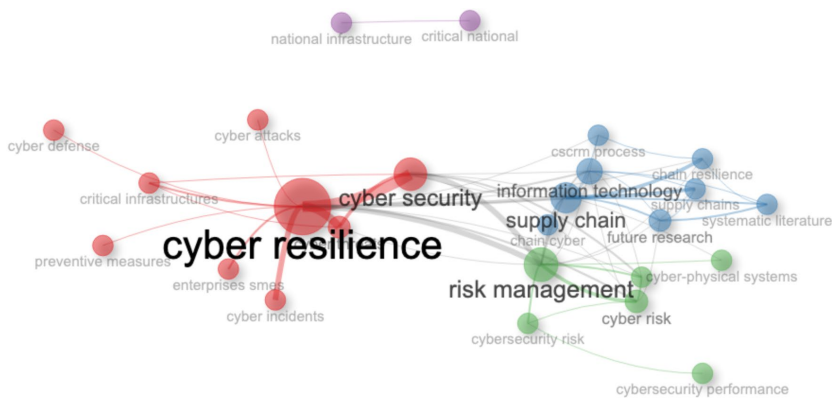 national infrastructure
critical national
cyber defense
cyber attacks
cscrm process
chain resilience
critical infrastructures
cyber security
information technology
supply chains
supply chain
systematic literature
chain cyber
future research
cyber resilience
preventive measures
enterprises smes
risk management
cyber-physical systems
cyber incidents
cyber risk
cybersecurity risk
cybersecurity performance